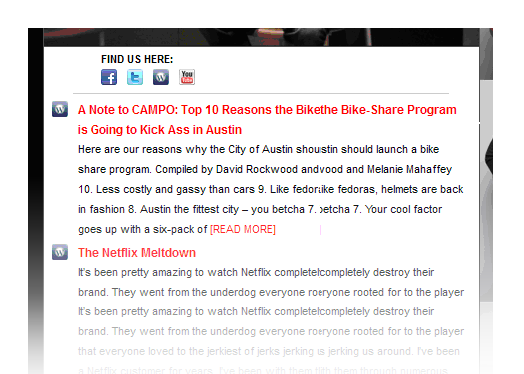 FIND US HERE:
You Tube
A Note to CAMPO: Top 10 Reasons the Bikethe Bike-Share Program
is Going to Kick Ass in Austin
Here are our reasons why the City of Austin shoustin should launch a bike
share program. Compiled by David Rockwood andvood and Melanie Mahaffey
10. Less costly and gassy than cars 9. Like fedorike fedoras, helmets are back
in fashion 8. Austin the fittest city – you betcha 7. betcha 7. Your cool factor
goes up with a six-pack of [READ MORE]
The Netflix Meltdown
It's been pretty amazing to watch Netflix completelcompletely destroy their
brand. They went from the underdog everyone roryone rooted for to the player
It's been pretty amazing to watch Netflix completelcompletely destroy their
brand. They went from the underdog everyone roryone rooted for to the player
that everyone loved to the jerkiest of jerks jerking s jerking us around. I've been
a Netflix customer for years. I've been with them